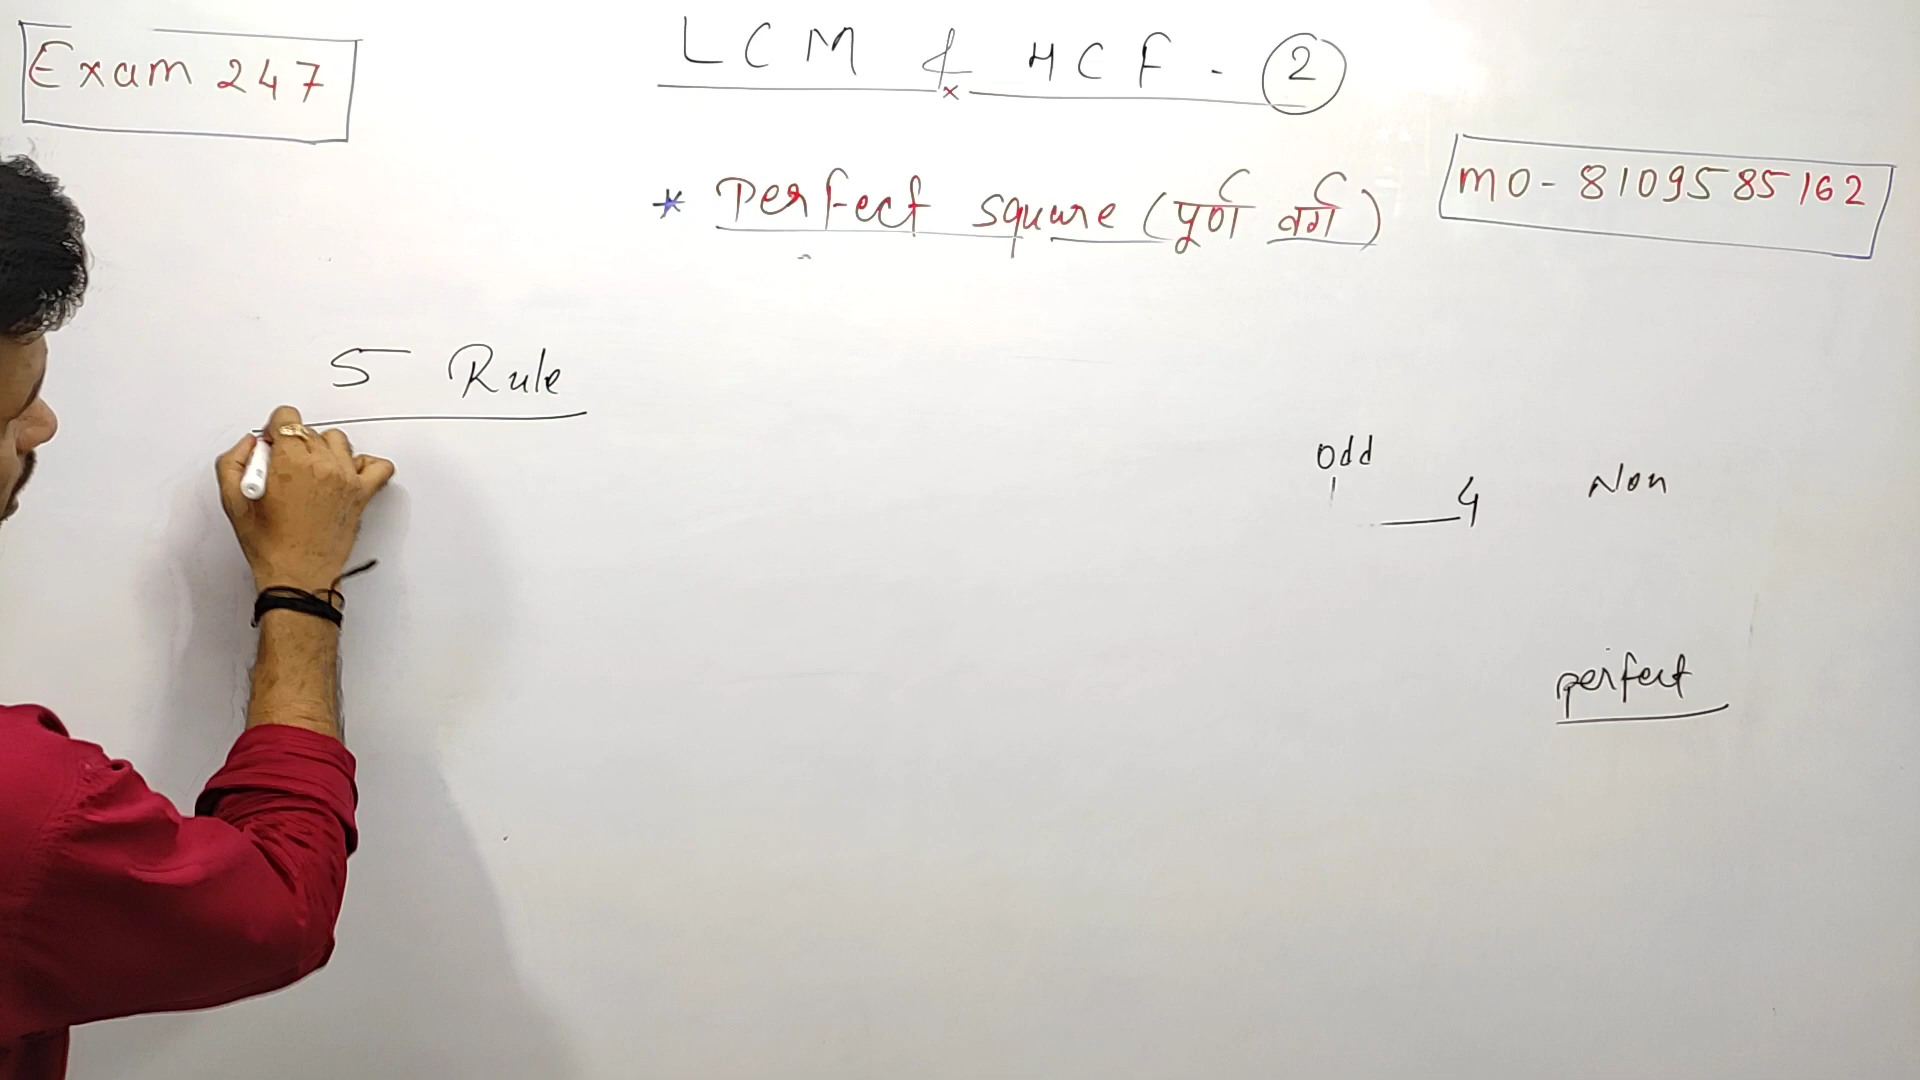 Exam 247
LCM & HCF - 2
* Perfect square (पूर्ण वर्ग)
MO - 8109585162
5 Rule
odd
4 Non
perfect